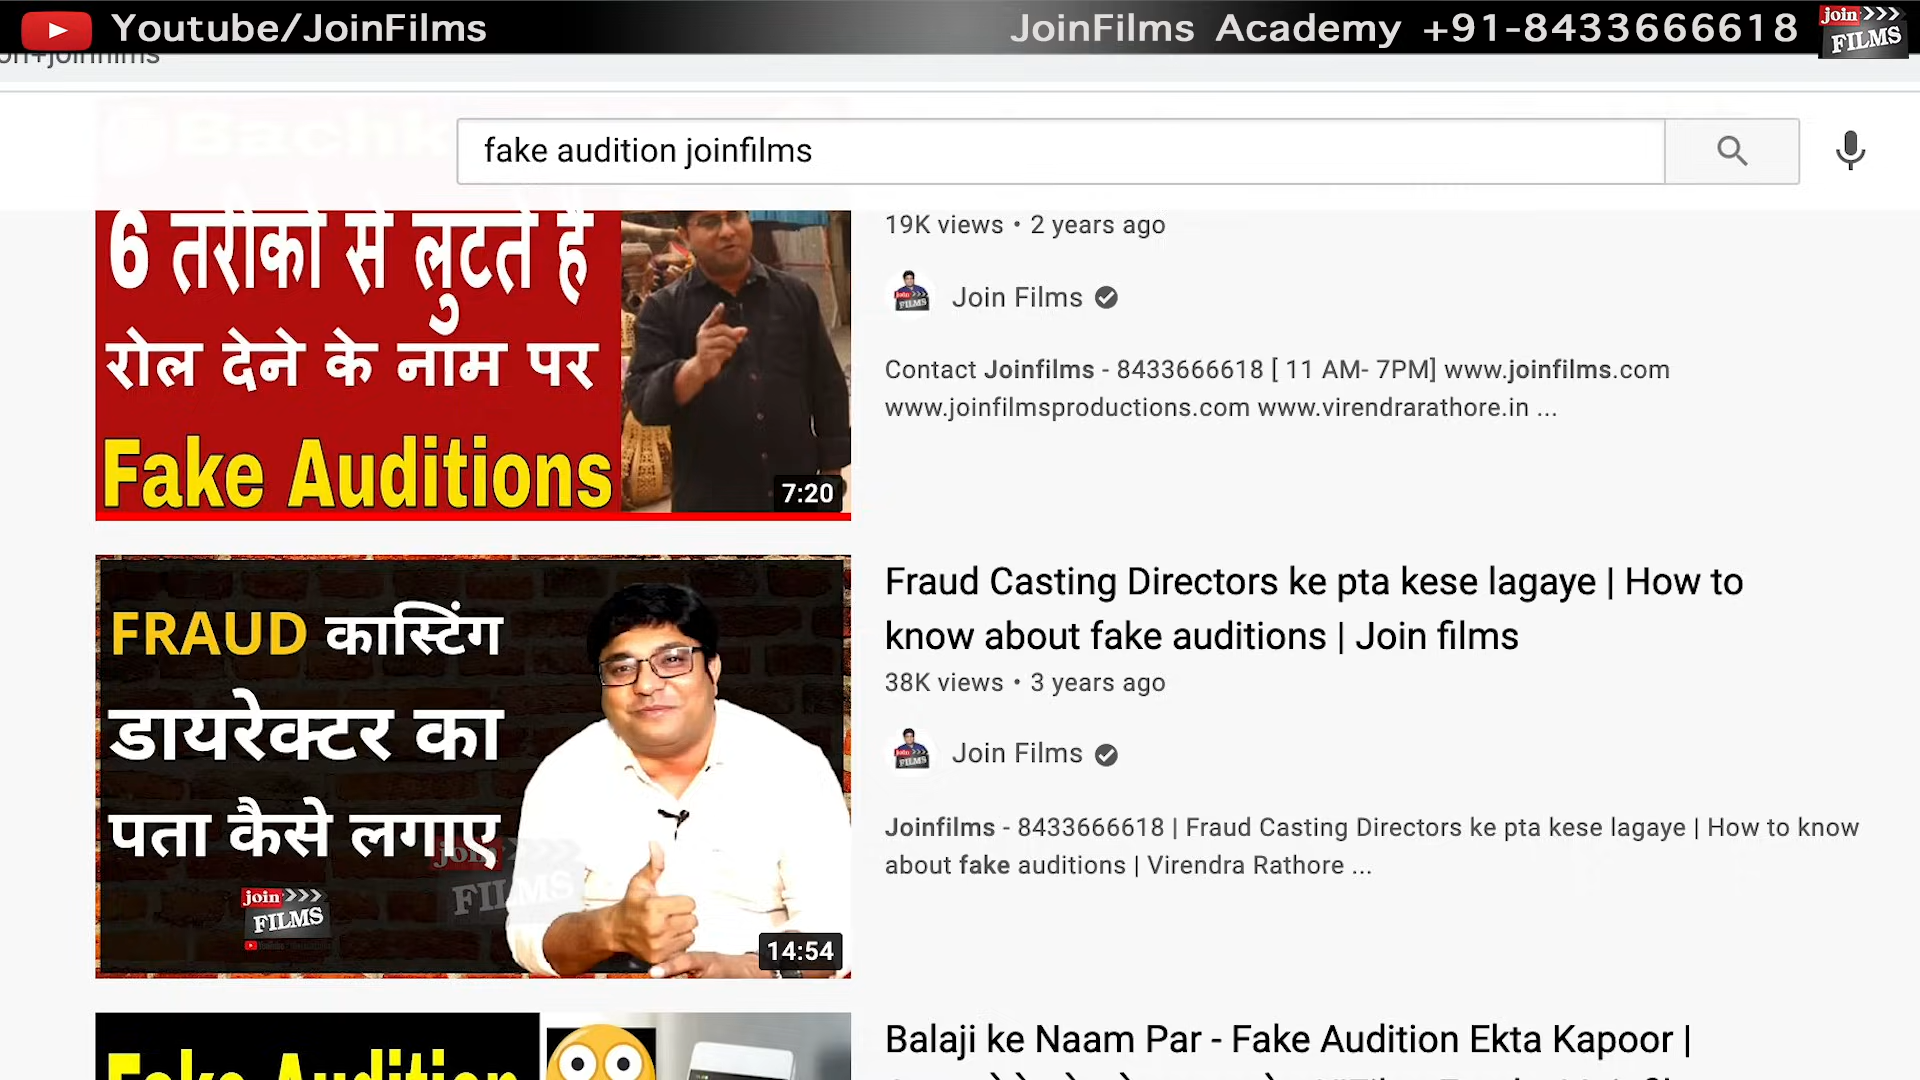 Youtube/JoinFilms
JoinFilms Academy +91-8433666618
join
FILMS
fake audition joinfilms
6 तरीकों से लुटते है
रोल देने के नाम पर
Fake Auditions
7:20
19K views • 2 years ago
Join Films
Contact Joinfilms - 8433666618 [ 11 AM- 7PM] www.joinfilms.com
www.joinfilmsproductions.com www.virendrarathore.in ...
FRAUD कास्टिंग
डायरेक्टर का
पता कैसे लगाए
join
FILMS
join
FILMS
14:54
Fraud Casting Directors ke pta kese lagaye | How to
know about fake auditions | Join films
38K views • 3 years ago
Join Films
Joinfilms - 8433666618 | Fraud Casting Directors ke pta kese lagaye | How to know
about fake auditions | Virendra Rathore ...
Fake Audition
Balaji ke Naam Par - Fake Audition Ekta Kapoor |